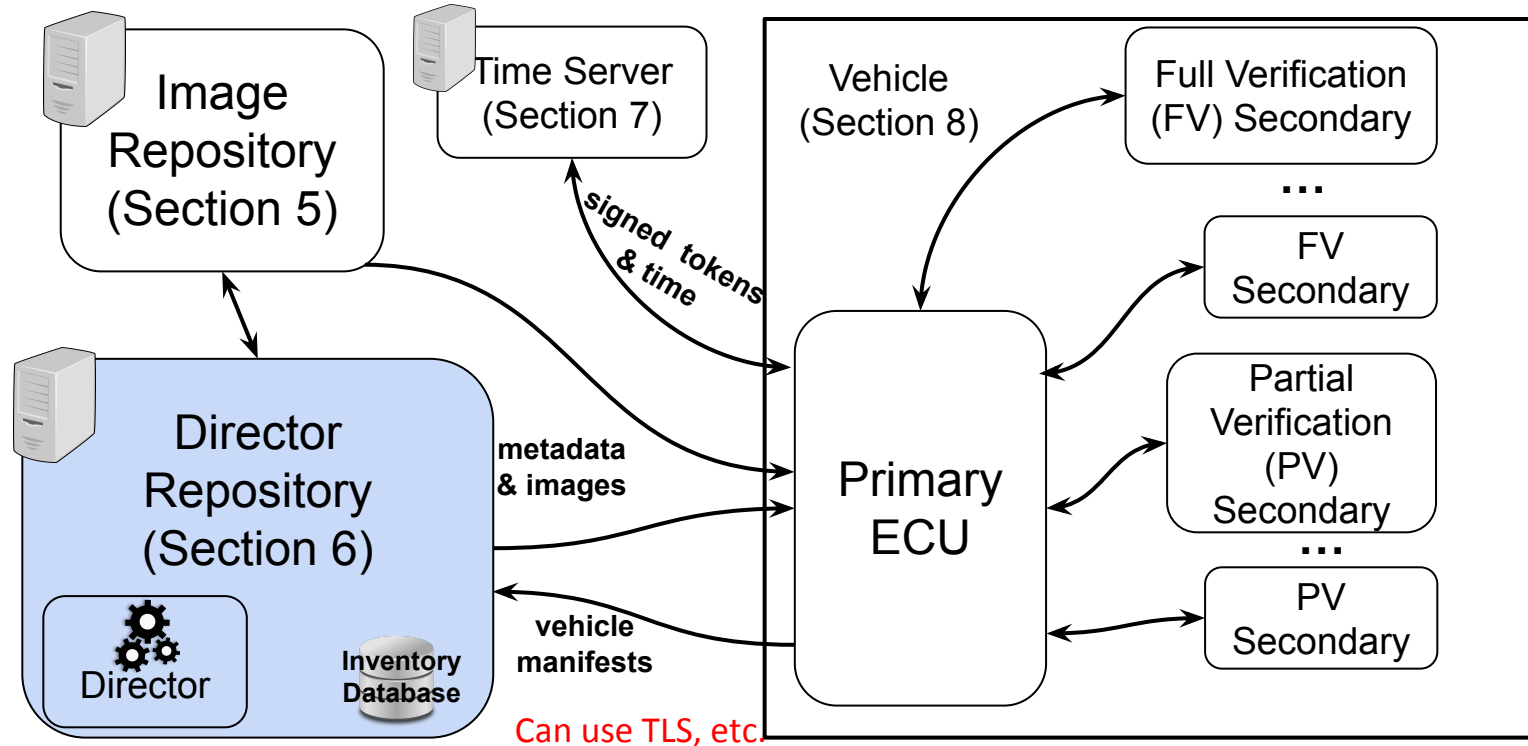 Image
Repository
(Section 5)
Time Server
(Section 7)
Vehicle
(Section 8)
Full Verification
(FV) Secondary
...
FV
Secondary
signed tokens
& time
Partial
Verification
(PV)
Secondary
...
PV
Secondary
Primary
ECU
Director
Repository
(Section 6)
metadata
& images
vehicle
manifests
Director
Inventory
Database
Can use TLS, etc.